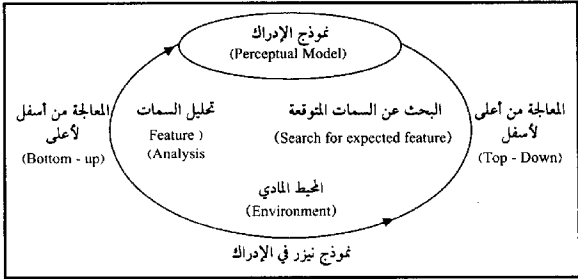 نموذج الإدراك
(Perceptual Model)
المعالجة من أعلى
لأسفل
(Top - Down)
البحث عن السمات المتوقعة
(Search for expected feature)
تحليل السمات
Feature )
(Analysis
المعالجة من أسفل
لأعلى
(Bottom - up)
المحيط المادي
(Environment)
نموذج نيزر في الإدراك